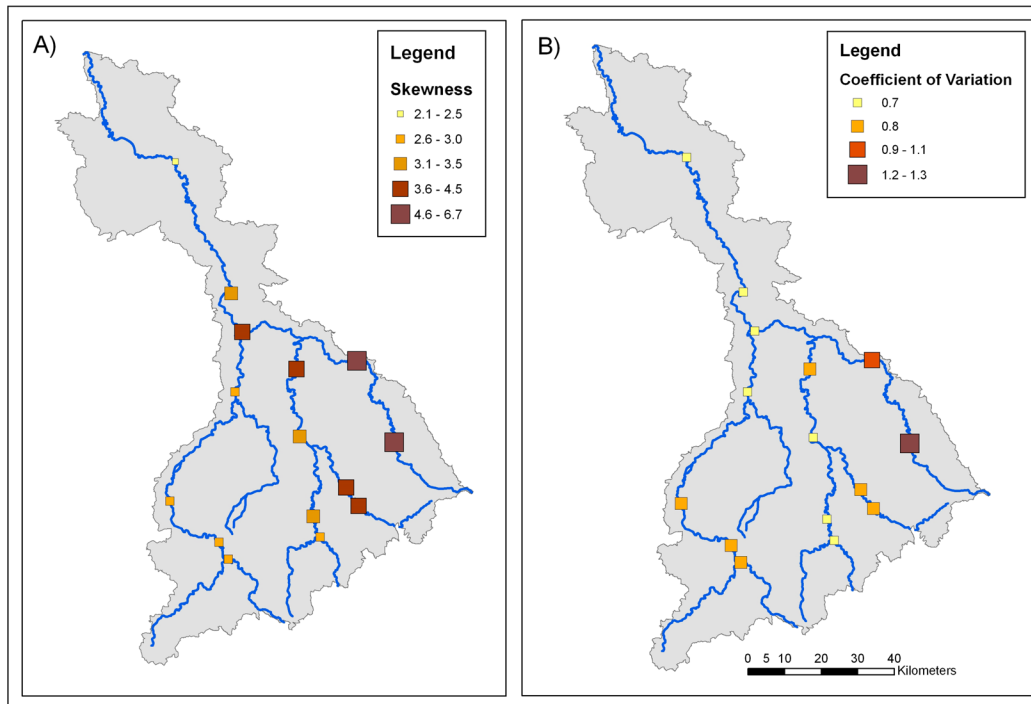 A)
Legend
Skewness
2.1 - 2.5
2.6 - 3.0
3.1 - 3.5
3.6 - 4.5
4.6 - 6.7
B)
Legend
Coefficient of Variation
0.7
0.8
0.9 - 1.1
1.2 - 1.3
0 5 10 20 30 40
Kilometers